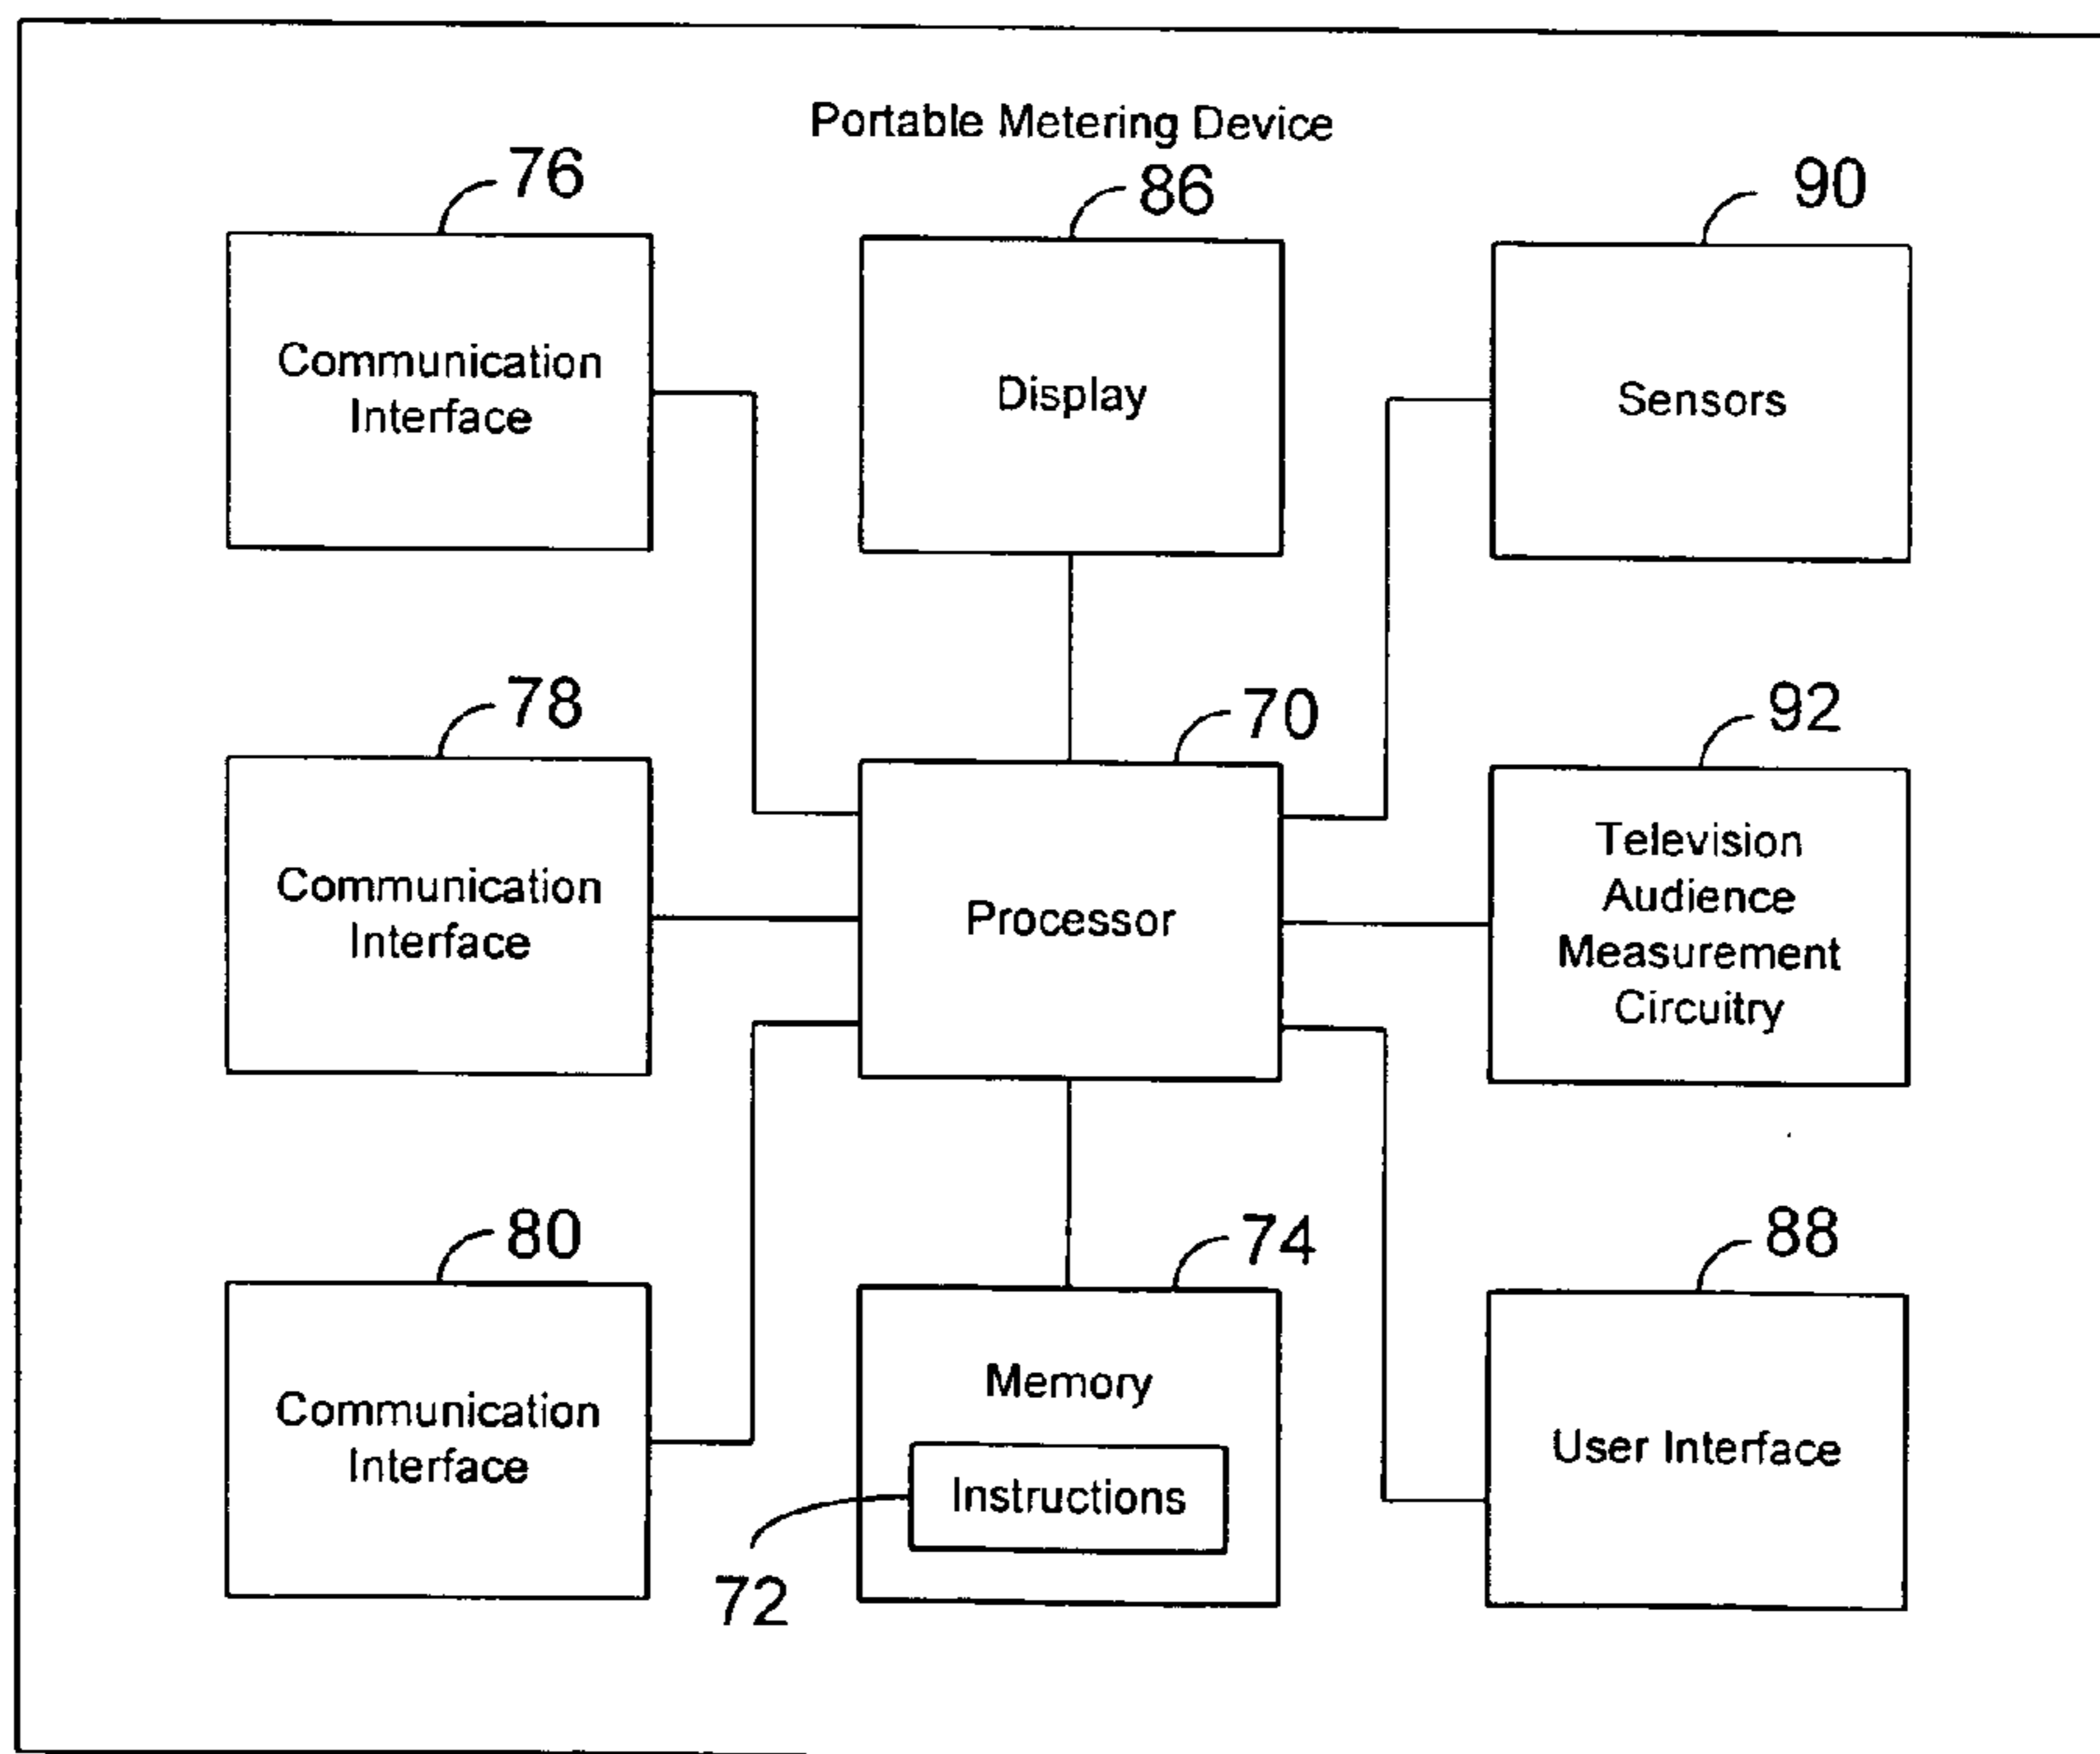 Portable Metering Device
76
86
90
Communication
Interface
Display
Sensors
78
70
92
Communication
Interface
Processor
Television
Audience
Measurement
Circuitry
80
74
88
Communication
Interface
Memory
Instructions
User Interface
72